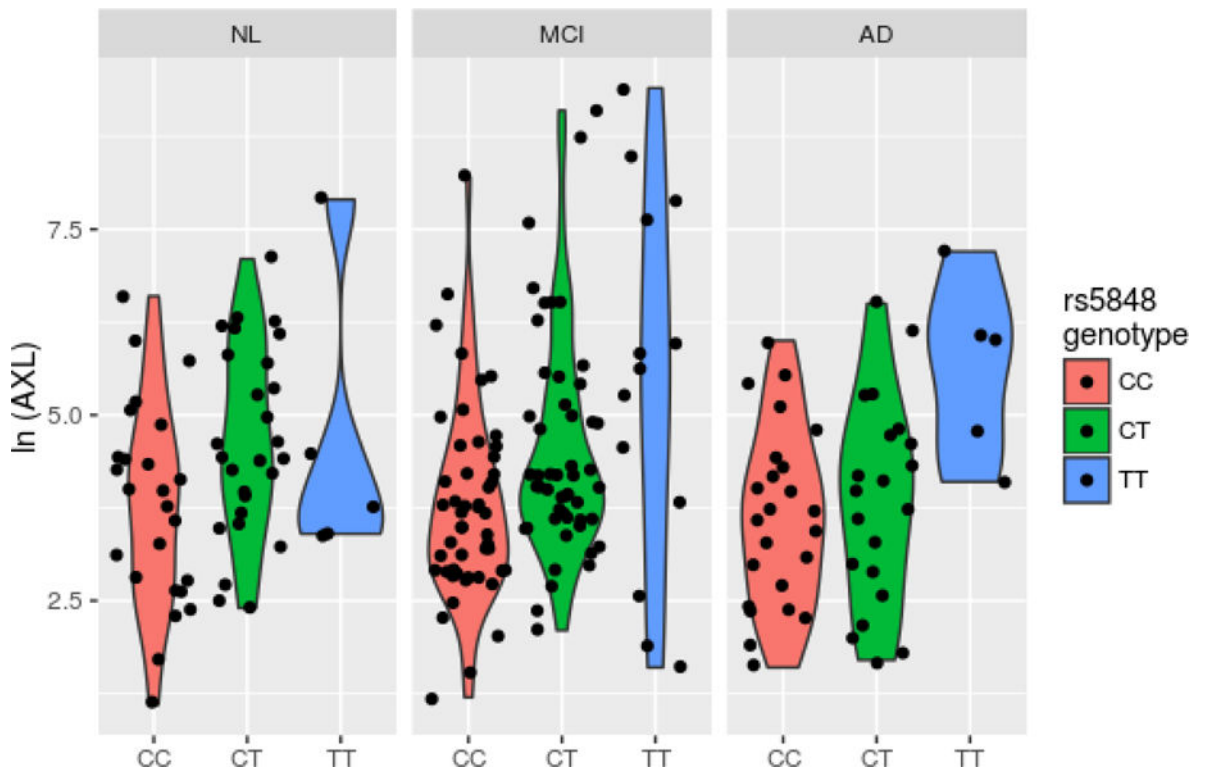 NL MCI AD
ln (AXL)
7.5
5.0
2.5
CC CT TT CC CT TT CC CT TT
rs5848
genotype
CC
CT
TT